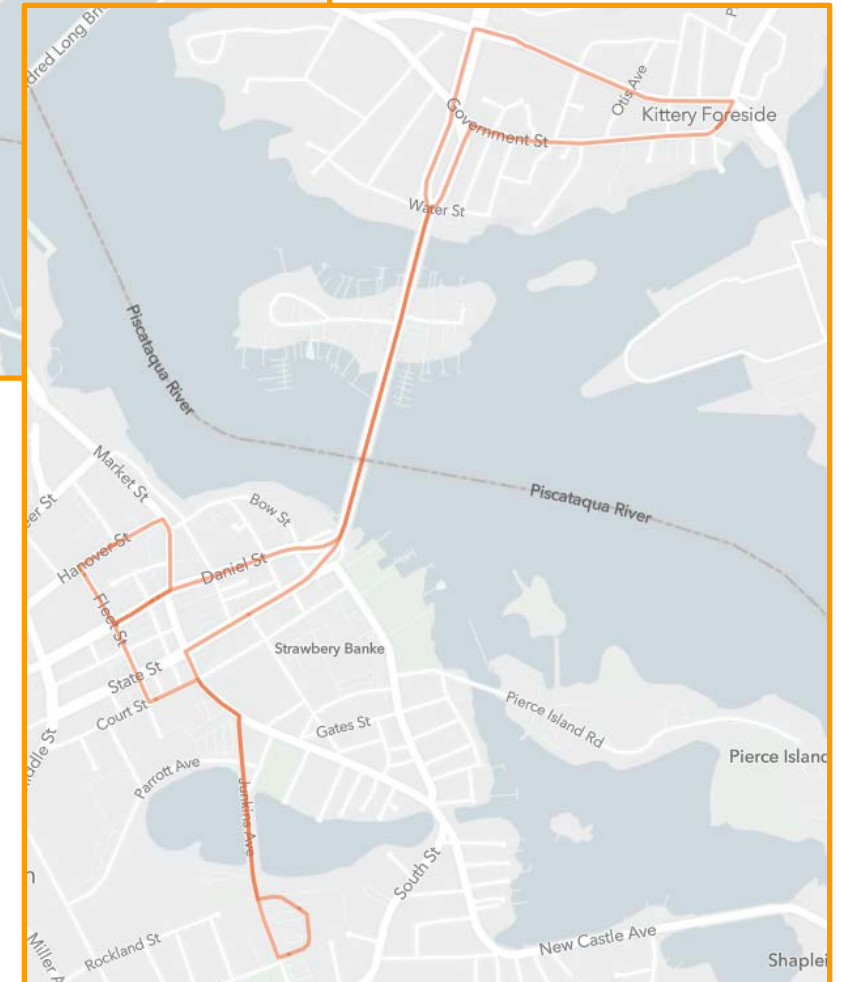 Otis Ave
Kittery Foreside
Government St
Water St
Piscataqua River
Piscataqua River
Market St
Bow St
Hanover St
Daniel St
Fleet St
Strawbery Banke
State St
Court St
Gates St
Pierce Island Rd
Parrott Ave
Junkins Ave
South St
Rockland St
New Castle Ave